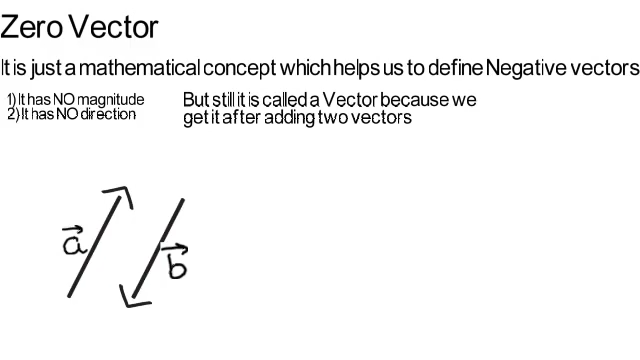 Zero Vector
It is just a mathematical concept which helps us to define Negative vectors
1) It has NO magnitude
2) It has NO direction
But still it is called a Vector because we
get it after adding two vectors
a⃗
b⃗